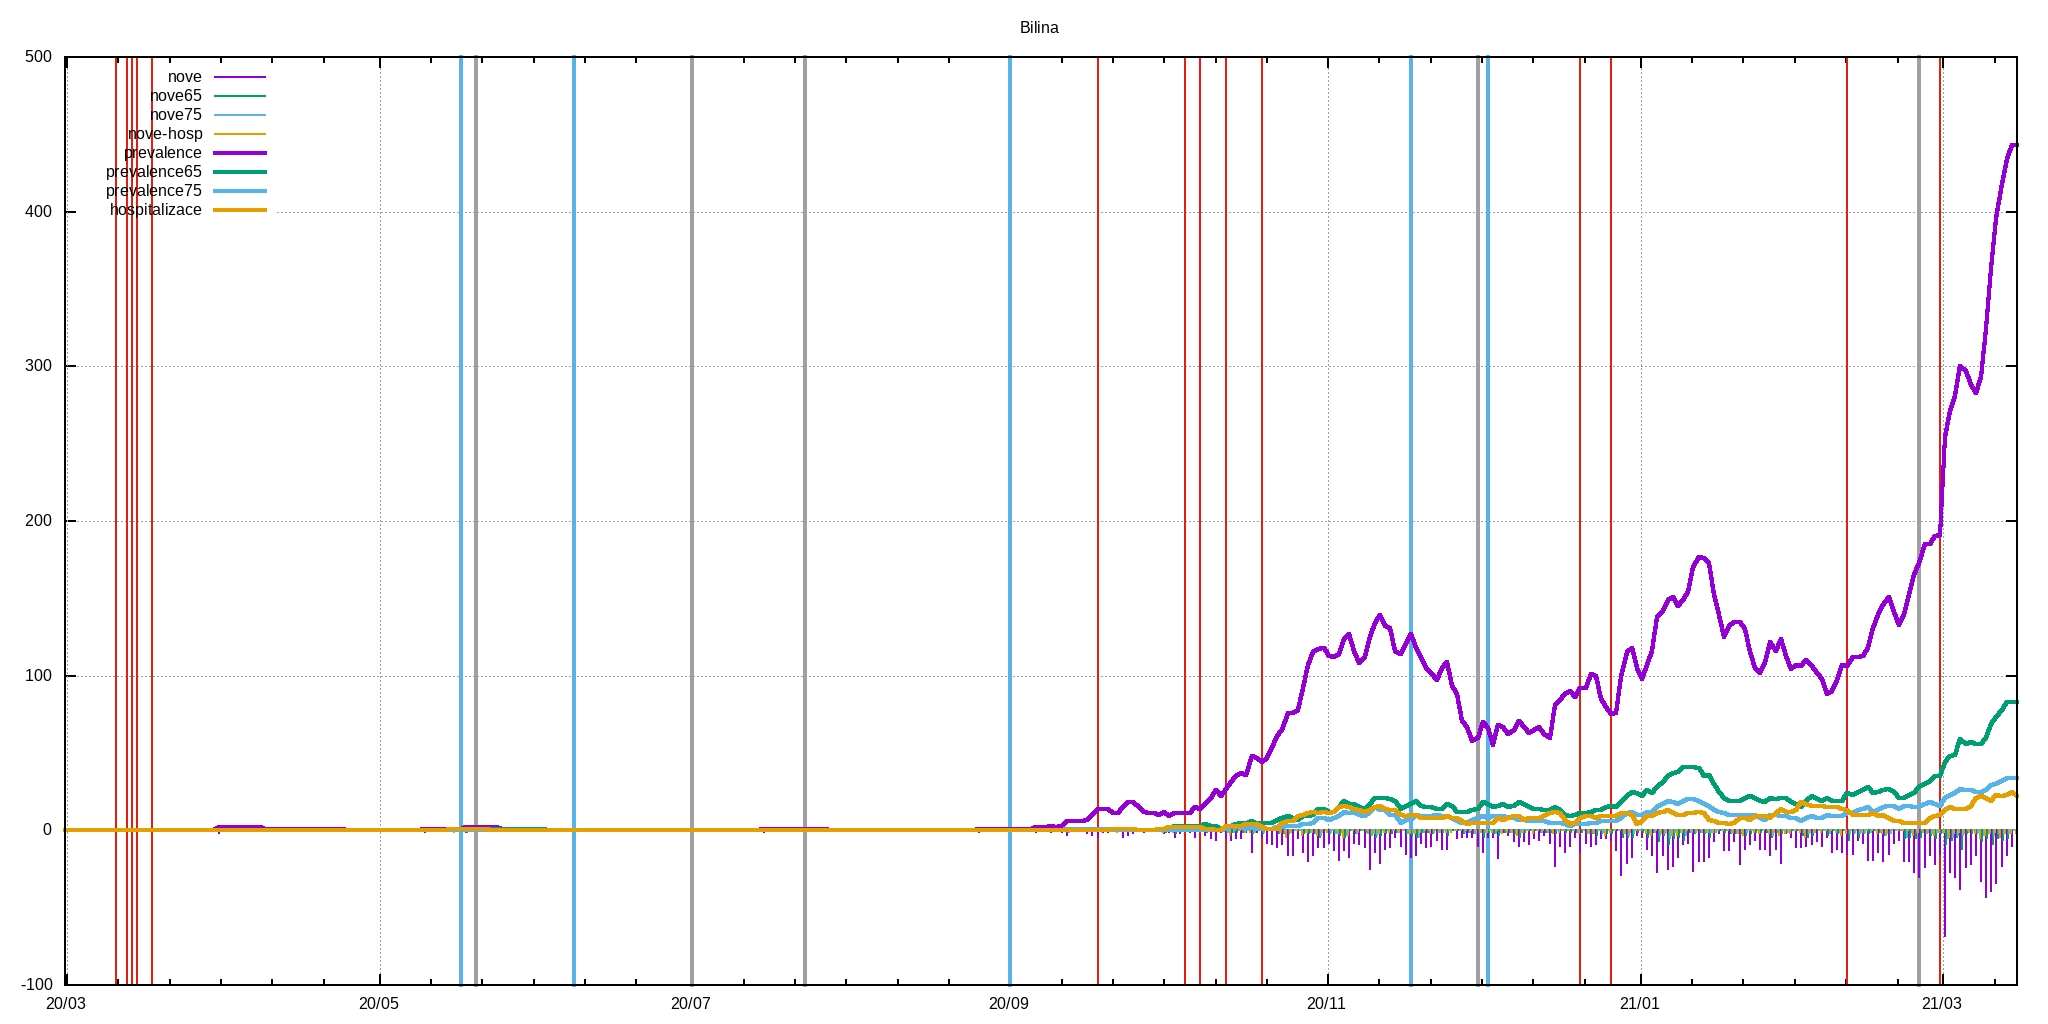 Bilina
500
400
300
200
100
0
-100
nove
nove65
nove75
nove-hosp
prevalence
prevalence65
prevalence75
hospitalizace
20/03 20/05 20/07 20/09 20/11 21/01 21/03